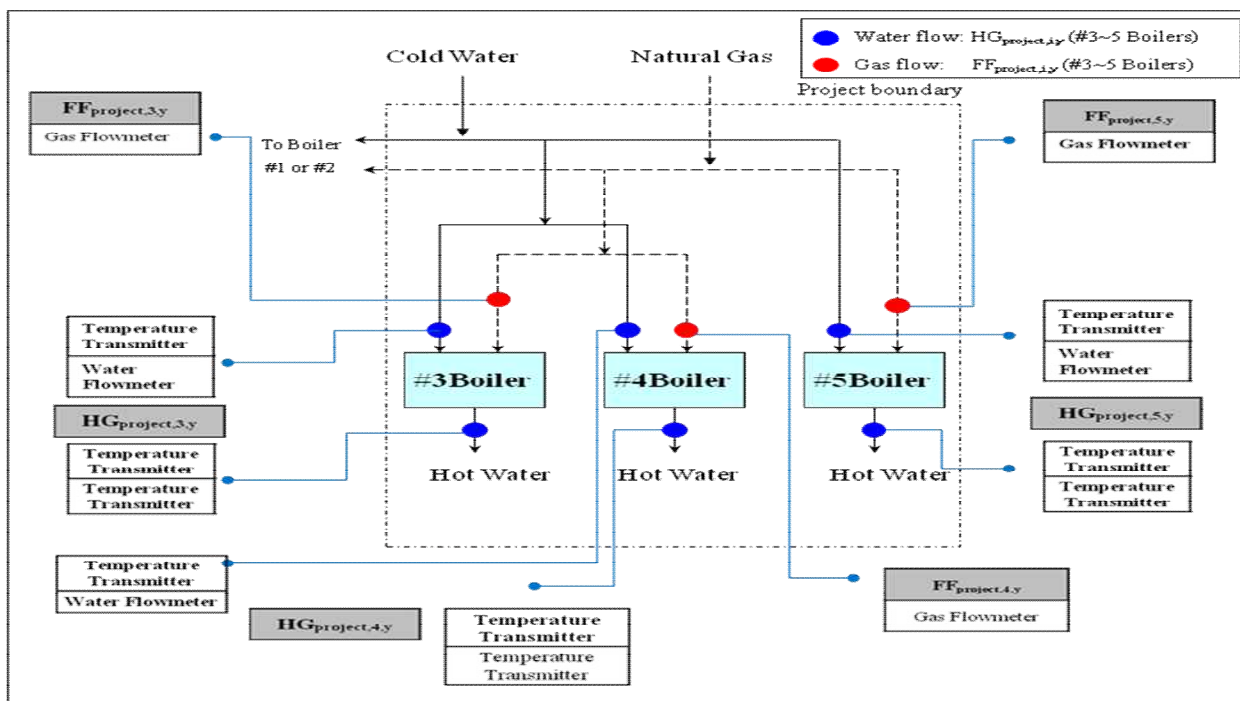 Water flow: HGproject,i,y (#3~5 Boilers)
Gas flow: FFproject,i,y (#3~5 Boilers)
Cold Water
Natural Gas
Project boundary
FFproject,3,y
Gas Flowmeter
FFproject,5,y
Gas Flowmeter
To Boiler
#1 or #2
Temperature
Transmitter
Water
Flowmeter
Temperature
Transmitter
Water
Flowmeter
#3Boiler
#4Boiler
#5Boiler
HGproject,3,y
HGproject,5,y
Temperature
Transmitter
Temperature
Transmitter
Hot Water
Hot Water
Hot Water
Temperature
Transmitter
Temperature
Transmitter
Temperature
Transmitter
Water Flowmeter
FFproject,4,y
Gas Flowmeter
HGproject,4,y
Temperature
Transmitter
Temperature
Transmitter